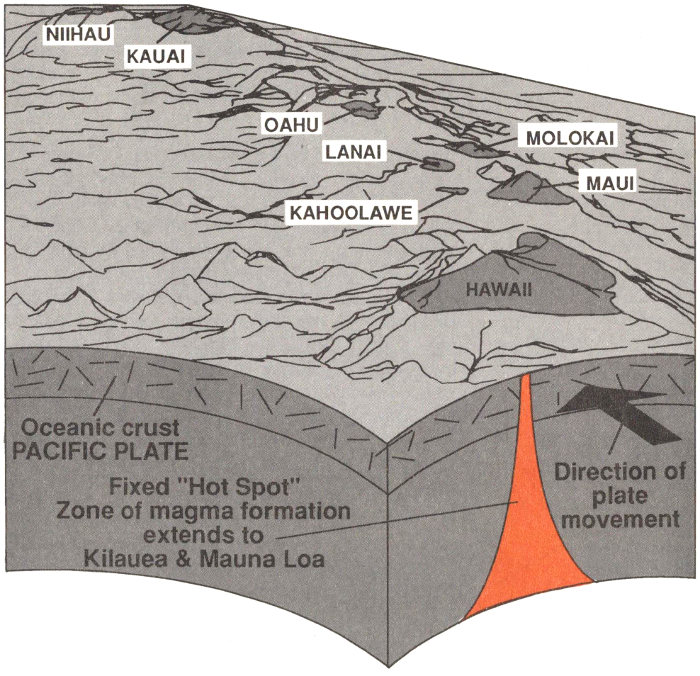 NIIHAU
KAUAI
OAHU
LANAI
MOLOKAI
MAUI
KAHOOLAWE
HAWAII
Oceanic crust
PACIFIC PLATE
Fixed "Hot Spot"
Zone of magma formation
extends to
Kilauea & Mauna Loa
Direction of
plate
movement